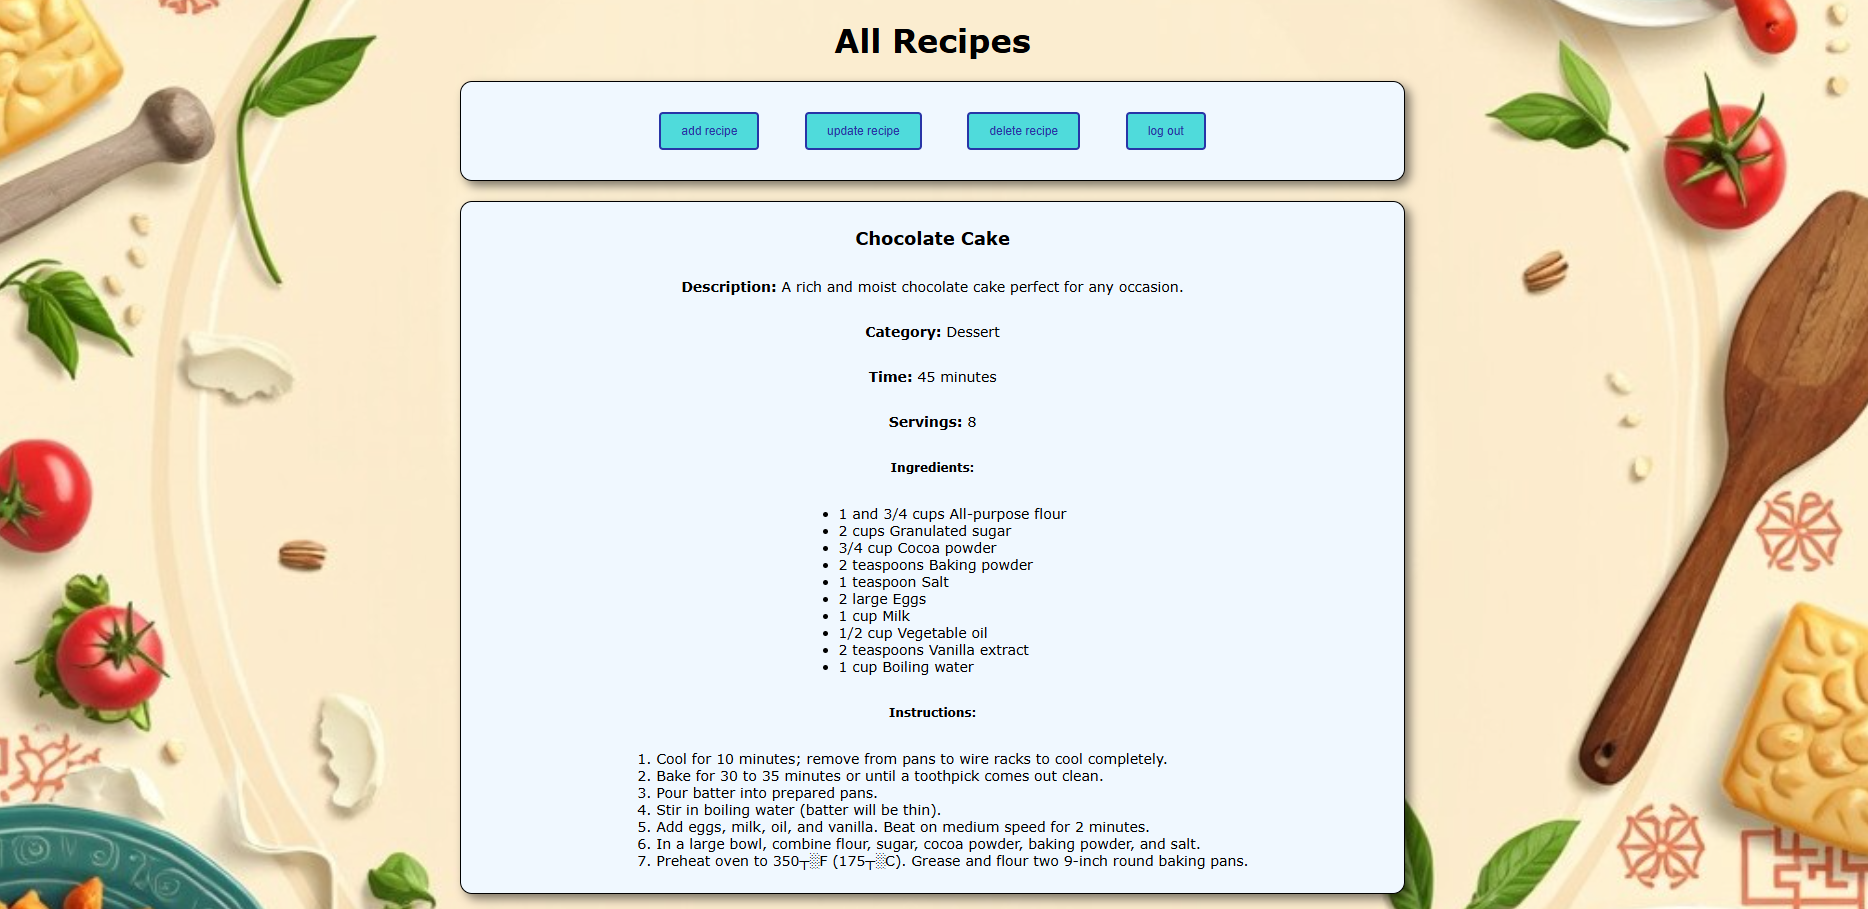 All Recipes
add recipe update recipe delete recipe log out
Chocolate Cake
Description: A rich and moist chocolate cake perfect for any occasion.
Category: Dessert
Time: 45 minutes
Servings: 8
Ingredients:
• 1 and 3/4 cups All-purpose flour
• 2 cups Granulated sugar
• 3/4 cup Cocoa powder
• 2 teaspoons Baking powder
• 1 teaspoon Salt
• 2 large Eggs
• 1 cup Milk
• 1/2 cup Vegetable oil
• 2 teaspoons Vanilla extract
• 1 cup Boiling water
Instructions:
1. Cool for 10 minutes; remove from pans to wire racks to cool completely.
2. Bake for 30 to 35 minutes or until a toothpick comes out clean.
3. Pour batter into prepared pans.
4. Stir in boiling water (batter will be thin).
5. Add eggs, milk, oil, and vanilla. Beat on medium speed for 2 minutes.
6. In a large bowl, combine flour, sugar, cocoa powder, baking powder, and salt.
7. Preheat oven to 350┬░F (175┬░C). Grease and flour two 9-inch round baking pans.